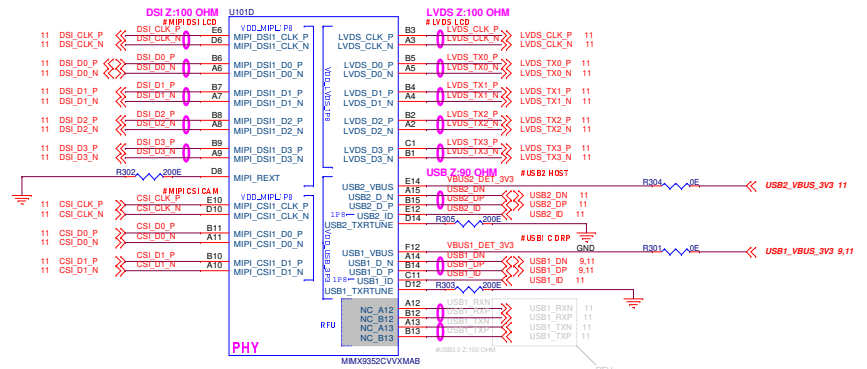 DSI Z:100 OHM
#MIPI DSI LCD
U101D
LVDS Z:100 OHM
#LVDS LCD
VDD_MIPI_1P8
11 DSI_CLK_P DSI_CLK_P E6 MIPI_DSI1_CLK_P
11 DSI_CLK_N DSI_CLK_N D6 MIPI_DSI1_CLK_N
11 DSI_D0_P DSI_D0_P B6 MIPI_DSI1_D0_P
11 DSI_D0_N DSI_D0_N A6 MIPI_DSI1_D0_N
11 DSI_D1_P DSI_D1_P B7 MIPI_DSI1_D1_P
11 DSI_D1_N DSI_D1_N A7 MIPI_DSI1_D1_N
11 DSI_D2_P DSI_D2_P B8 MIPI_DSI1_D2_P
11 DSI_D2_N DSI_D2_N A8 MIPI_DSI1_D2_N
11 DSI_D3_P DSI_D3_P B9 MIPI_DSI1_D3_P
11 DSI_D3_N DSI_D3_N A9 MIPI_DSI1_D3_N
R302 200E D8 MIPI_REXT
#MIPI CSI CAM
VDD_MIPI_1P8
11 CSI_CLK_P CSI_CLK_P E10 MIPI_CSI1_CLK_P
11 CSI_CLK_N CSI_CLK_N D10 MIPI_CSI1_CLK_N
11 CSI_D0_P CSI_D0_P B11 MIPI_CSI1_D0_P
11 CSI_D0_N CSI_D0_N A11 MIPI_CSI1_D0_N
11 CSI_D1_P CSI_D1_P B10 MIPI_CSI1_D1_P
11 CSI_D1_N CSI_D1_N A10 MIPI_CSI1_D1_N
VDD_LVDS_1P8
LVDS_CLK_P B3 LVDS_CLK_P LVDS_CLK_P 11
LVDS_CLK_N A3 LVDS_CLK_N LVDS_CLK_N 11
LVDS_D0_P B5 LVDS_TX0_P LVDS_TX0_P 11
LVDS_D0_N A5 LVDS_TX0_N LVDS_TX0_N 11
LVDS_D1_P B4 LVDS_TX1_P LVDS_TX1_P 11
LVDS_D1_N A4 LVDS_TX1_N LVDS_TX1_N 11
LVDS_D2_P B2 LVDS_TX2_P LVDS_TX2_P 11
LVDS_D2_N A2 LVDS_TX2_N LVDS_TX2_N 11
LVDS_D3_P C1 LVDS_TX3_P LVDS_TX3_P 11
LVDS_D3_N B1 LVDS_TX3_N LVDS_TX3_N 11
USB Z:90 OHM
#USB2 HOST
VDD_USB_3P3
USB2_VBUS E14 VBUS2_DET_3V3 R304 0E USB2_VBUS_3V3 11
USB2_D_N A15 USB2_DN USB2_DN 11
USB2_D_P B15 USB2_DP USB2_DP 11
1P8 USB2_ID E12 USB2_ID USB2_ID 11
USB2_TXRTUNE D14 R305 200E
#USB1 C DRP
GND
USB1_VBUS F12 VBUS1_DET_3V3 R301 0E USB1_VBUS_3V3 9,11
USB1_D_N A14 USB1_DN USB1_DN 9,11
USB1_D_P B14 USB1_DP USB1_DP 9,11
1P8 USB1_ID C11 USB1_ID USB1_ID 11
USB1_TXRTUNE D12 R303 200E
RFU
NC_A12 A12 USB1_RXN USB1_RXN 11
NC_B12 B12 USB1_RXP USB1_RXP 11
NC_A13 A13 USB1_TXN USB1_TXN 11
NC_B13 B13 USB1_TXP USB1_TXP 11
#USB3.0 Z:100 OHM
PHY
MIMX9352CVVXMAB